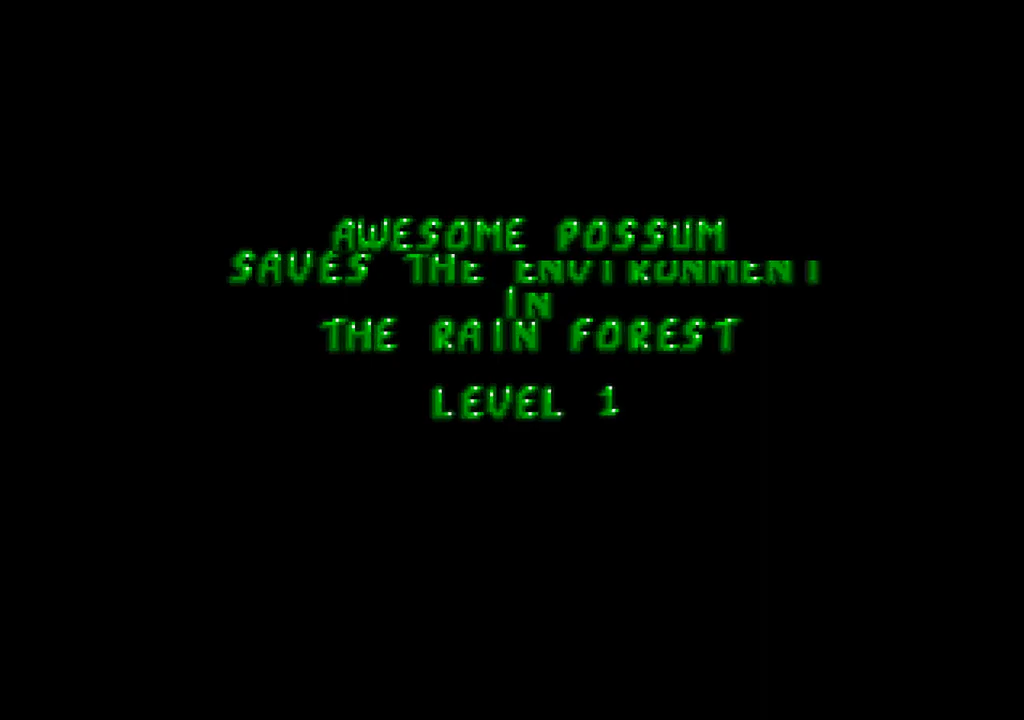 AWESOME POSSUM
SAVES THE ENVIRONMENT
IN
THE RAIN FOREST
LEVEL 1